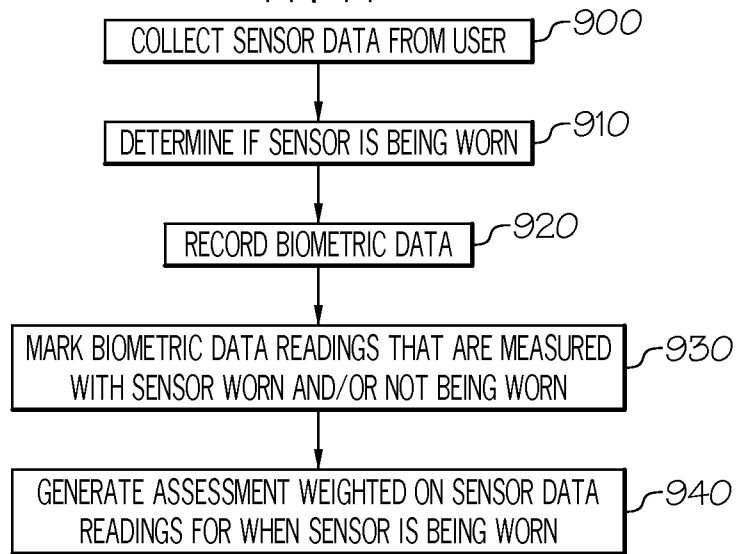 COLLECT SENSOR DATA FROM USER
900
DETERMINE IF SENSOR IS BEING WORN
910
RECORD BIOMETRIC DATA
920
MARK BIOMETRIC DATA READINGS THAT ARE MEASURED
WITH SENSOR WORN AND/OR NOT BEING WORN
930
GENERATE ASSESSMENT WEIGHTED ON SENSOR DATA
READINGS FOR WHEN SENSOR IS BEING WORN
940